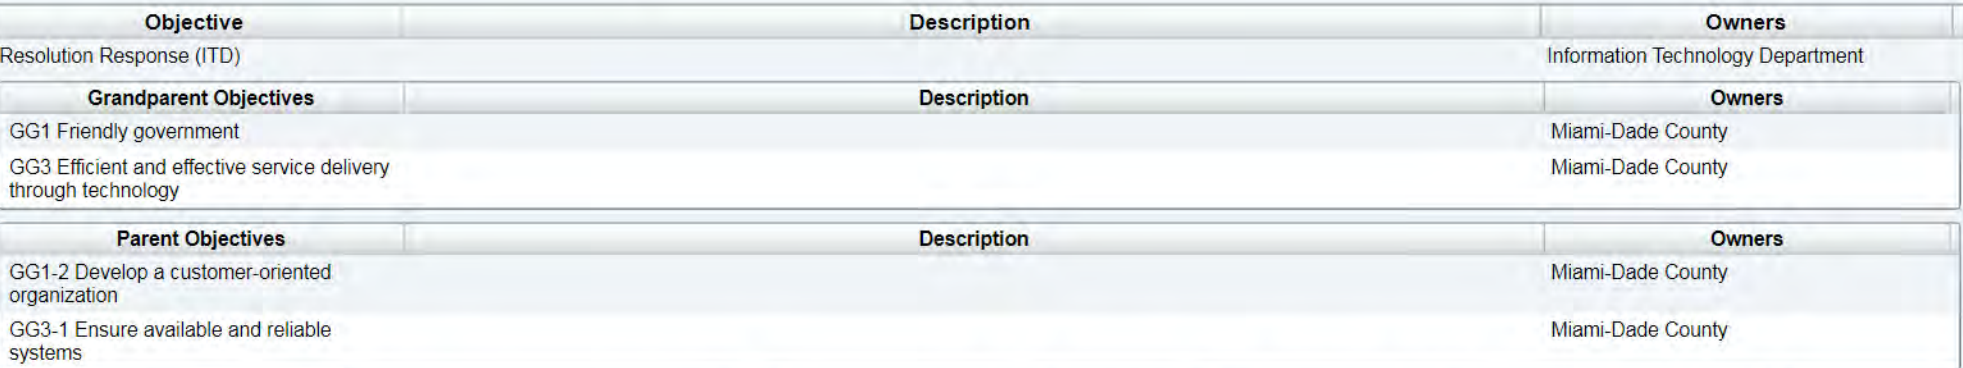 Objective Description Owners
Resolution Response (ITD) Information Technology Department
Grandparent Objectives Description Owners
GG1 Friendly government Miami-Dade County
GG3 Efficient and effective service delivery Miami-Dade County
through technology
Parent Objectives Description Owners
GG1-2 Develop a customer-oriented Miami-Dade County
organization
GG3-1 Ensure available and reliable Miami-Dade County
systems